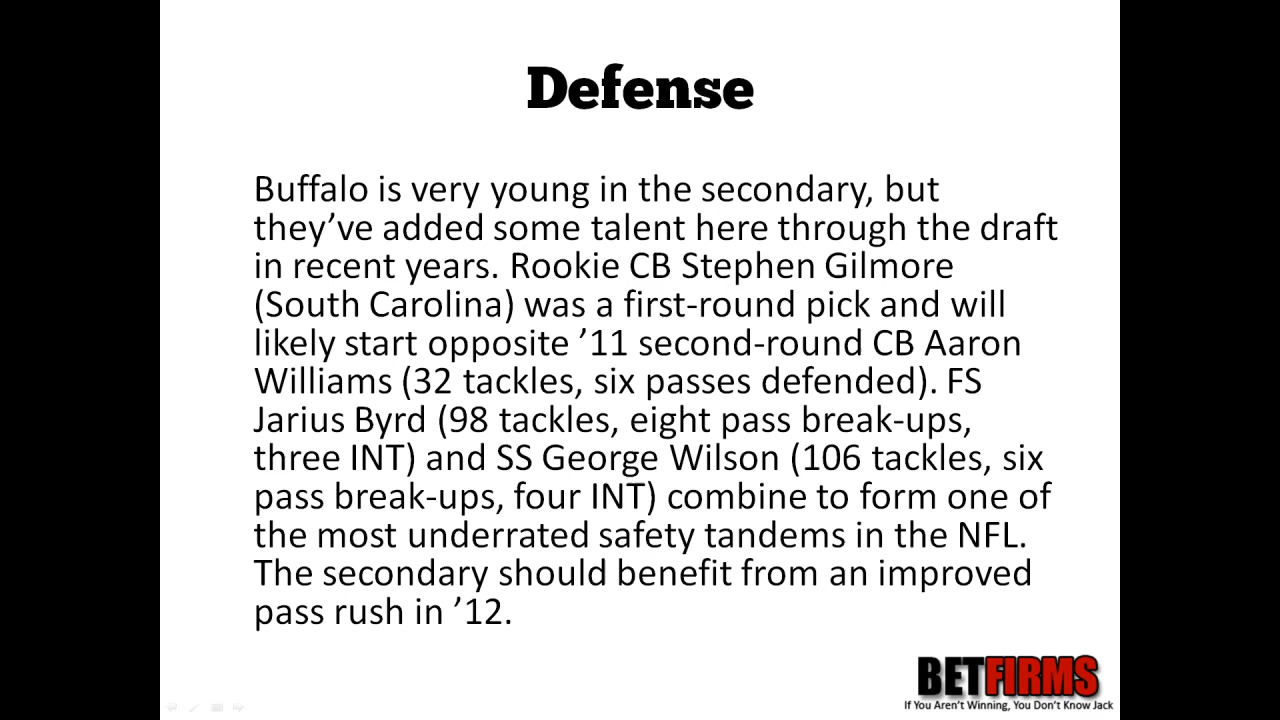 Defense
Buffalo is very young in the secondary, but
they’ve added some talent here through the draft
in recent years. Rookie CB Stephen Gilmore
(South Carolina) was a first-round pick and will
likely start opposite ’11 second-round CB Aaron
Williams (32 tackles, six passes defended). FS
Jarius Byrd (98 tackles, eight pass break-ups,
three INT) and SS George Wilson (106 tackles, six
pass break-ups, four INT) combine to form one of
the most underrated safety tandems in the NFL.
The secondary should benefit from an improved
pass rush in ’12.
BETFIRMS
If You Aren't Winning, You Don't Know Jack